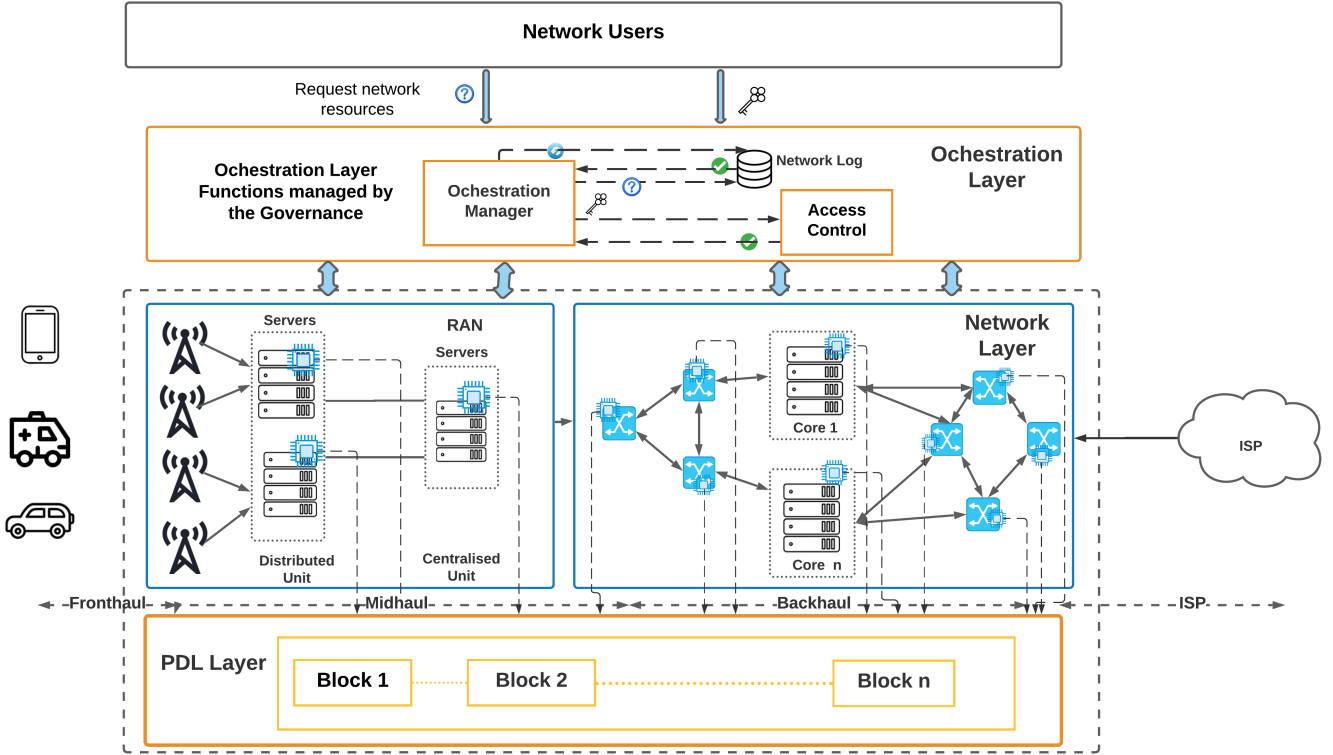 Network Users
Request network
resources
?
Ochestration Layer
Functions managed by
the Governance
Ochestration
Manager
?
Network Log
Access
Control
Ochestration
Layer
Servers
RAN
Servers
Distributed
Unit
Centralised
Unit
Network
Layer
Core 1
Core n
ISP
Fronthaul
Midhaul
Backhaul
ISP
PDL Layer
Block 1
Block 2
Block n